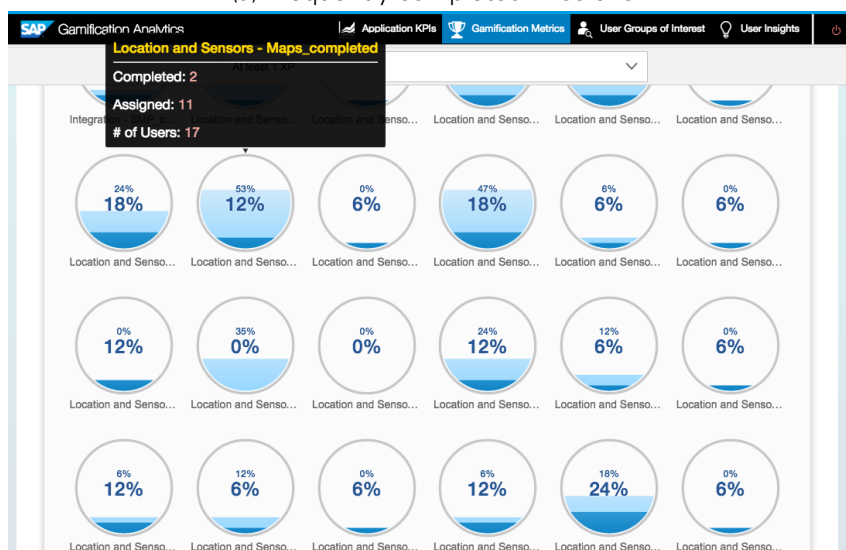 SAP Gamification Analytics Application KPIs Gamification Metrics User Groups of Interest User Insights
Location and Sensors - Maps_completed
At least 1 XP
Completed: 2
Assigned: 11
# of Users: 17
Integration - SMP_c... Location and Senso... Location and Senso... Location and Senso... Location and Senso... Location and Senso...
24% 53% 0% 47% 6% 0%
18% 12% 6% 18% 6% 6%
Location and Senso... Location and Senso... Location and Senso... Location and Senso... Location and Senso... Location and Senso...
0% 35% 0% 24% 12% 0%
12% 0% 0% 12% 6% 6%
Location and Senso... Location and Senso... Location and Senso... Location and Senso... Location and Senso... Location and Senso...
6% 12% 0% 6% 18% 0%
12% 6% 6% 12% 24% 6%
Location and Senso... Location and Senso... Location and Senso... Location and Senso... Location and Senso... Location and Senso...